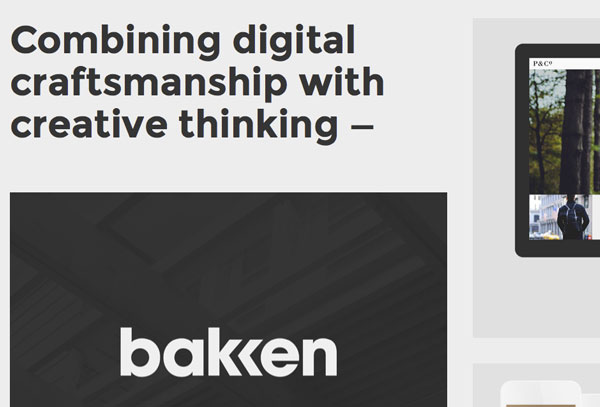 Combining digital
craftsmanship with
creative thinking —
P&Cº
bakken